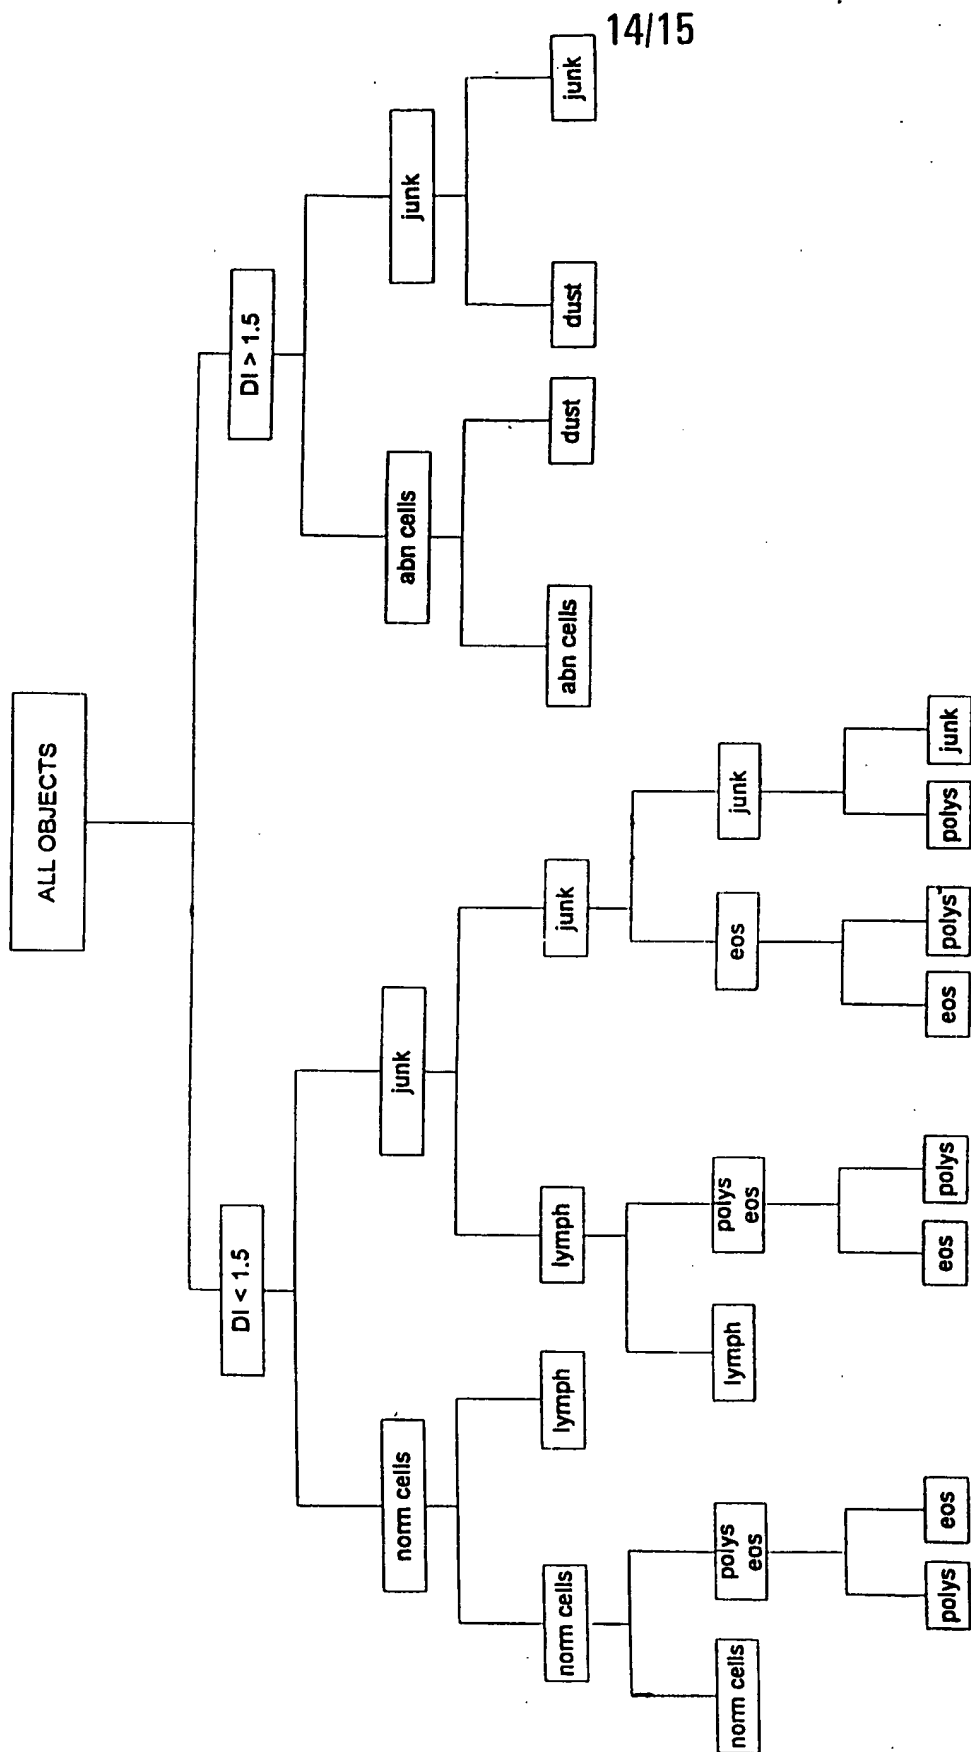 14/15
ALL OBJECTS
DI < 1.5
DI > 1.5
norm cells
junk
abn cells
junk
norm cells
lymph
lymph
junk
abn cells
dust
dust
junk
norm cells
polys
eos
lymph
polys
eos
eos
junk
polys
eos
eos
polys
eos
polys
polys
junk